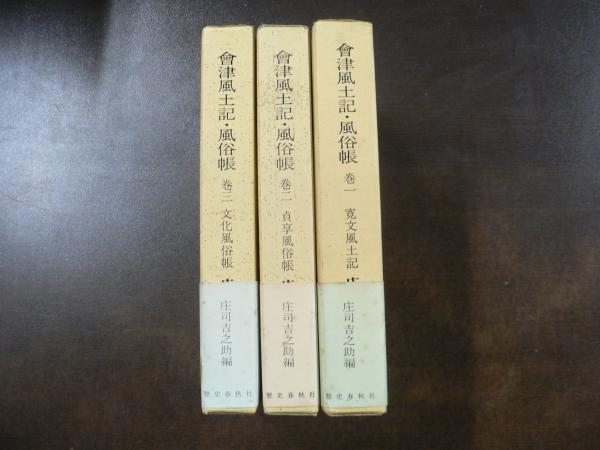 會津風土記・風俗帳 巻一 寛文風土記
庄司吉之助編
歴史春秋社
會津風土記・風俗帳 巻二 貞享風俗帳
庄司吉之助編
歴史春秋社
會津風土記・風俗帳 巻三 文化風俗帳
庄司吉之助編
歴史春秋社